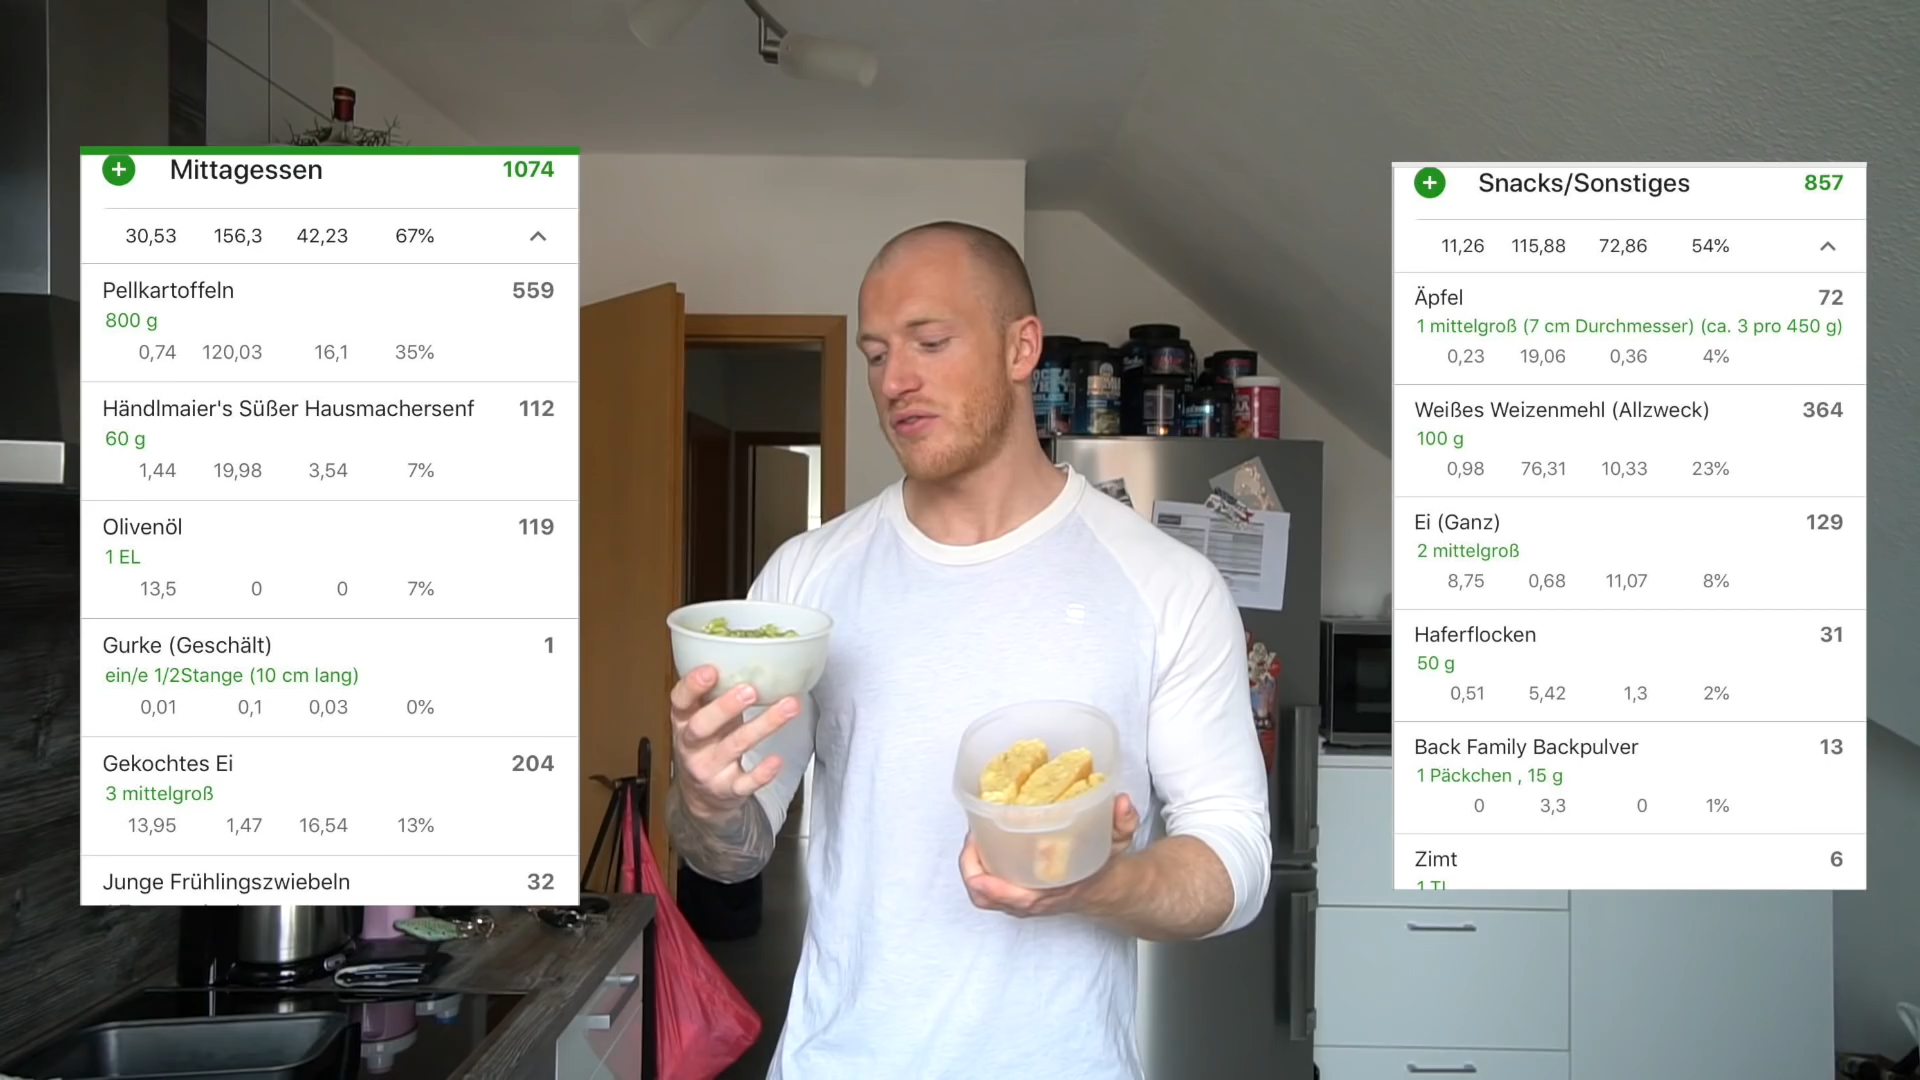 Mittagessen 1074
30,53 156,3 42,23 67%
Pellkartoffeln 559
800 g
0,74 120,03 16,1 35%
Händlmaier's Süßer Hausmachersenf 112
60 g
1,44 19,98 3,54 7%
Olivenöl 119
1 EL
13,5 0 0 7%
Gurke (Geschält) 1
ein/e 1/2Stange (10 cm lang)
0,01 0,1 0,03 0%
Gekochtes Ei 204
3 mittelgroß
13,95 1,47 16,54 13%
Junge Frühlingszwiebeln 32
Snacks/Sonstiges 857
11,26 115,88 72,86 54%
Äpfel 72
1 mittelgroß (7 cm Durchmesser) (ca. 3 pro 450 g)
0,23 19,06 0,36 4%
Weißes Weizenmehl (Allzweck) 364
100 g
0,98 76,31 10,33 23%
Ei (Ganz) 129
2 mittelgroß
8,75 0,68 11,07 8%
Haferflocken 31
50 g
0,51 5,42 1,3 2%
Back Family Backpulver 13
1 Päckchen , 15 g
0 3,3 0 1%
Zimt 6
1 TL